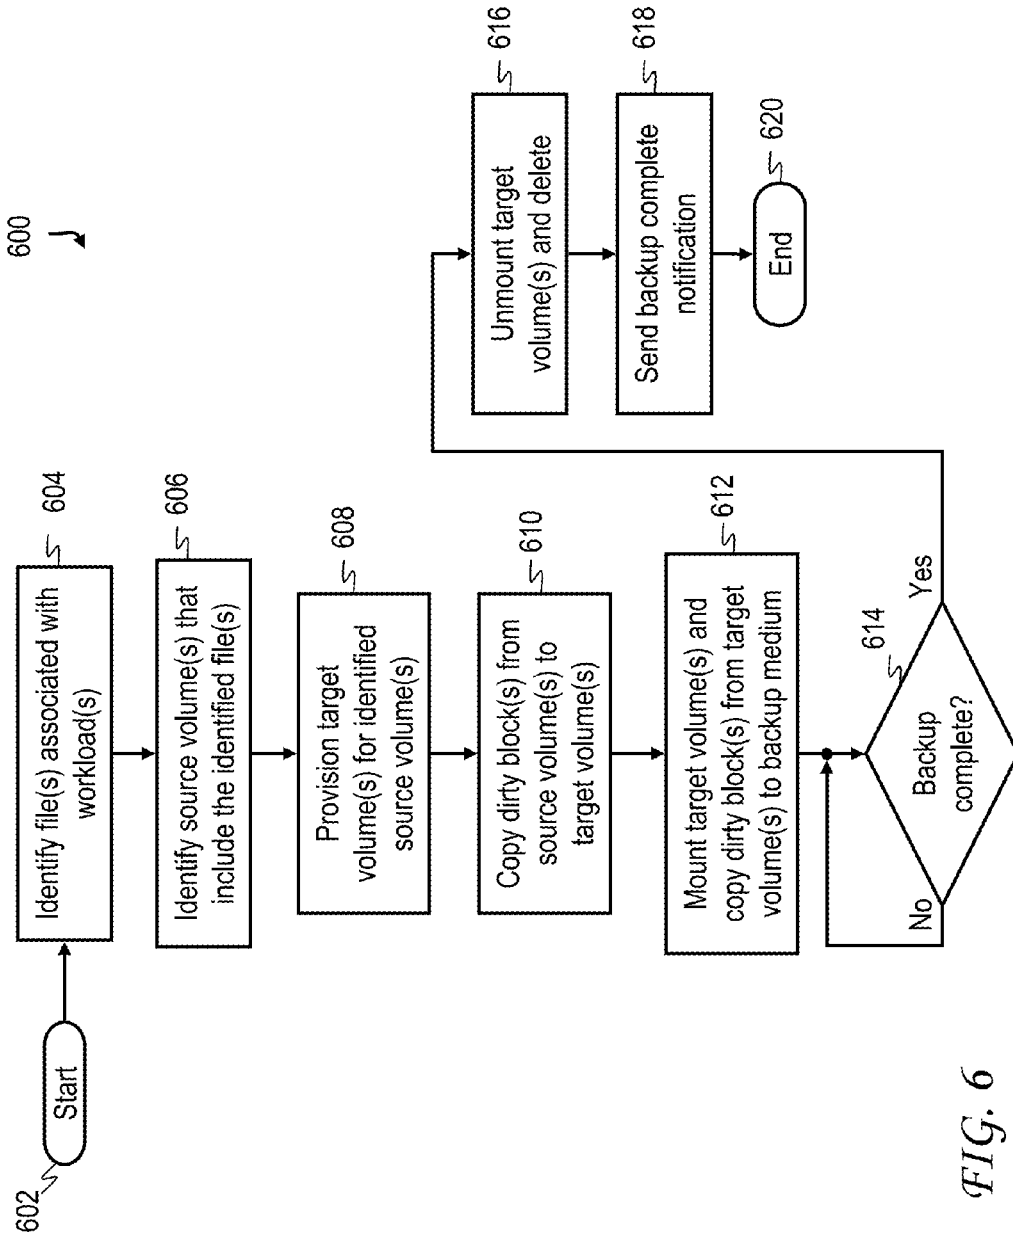 600
602
Start
604
Identify file(s) associated with
workload(s)
606
Identify source volume(s) that
include the identified file(s)
608
Provision target
volume(s) for identified
source volume(s)
610
Copy dirty block(s) from
source volume(s) to
target volume(s)
612
Mount target volume(s) and
copy dirty block(s) from target
volume(s) to backup medium
614
Backup
complete?
No
Yes
616
Unmount target
volume(s) and delete
618
Send backup complete
notification
620
End
FIG. 6